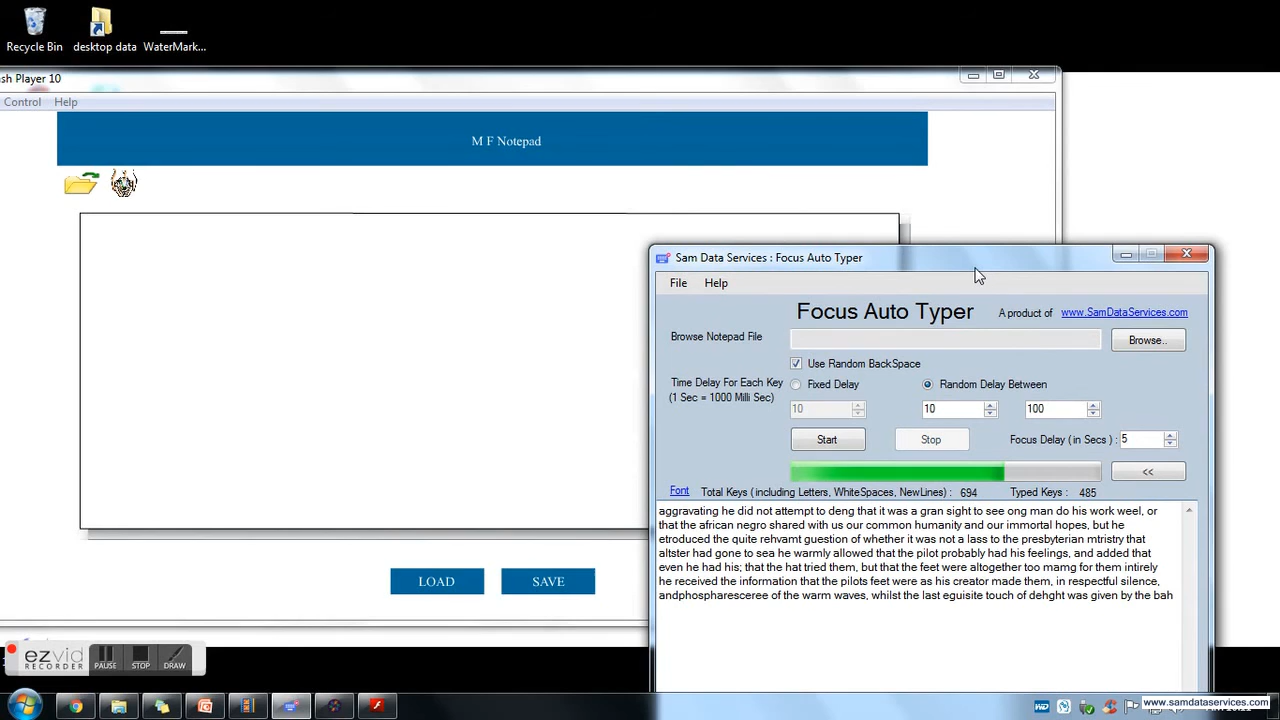 Recycle Bin
desktop data
WaterMark...
sh Player 10
Control Help
M F Notepad
Sam Data Services : Focus Auto Typer
File Help
Focus Auto Typer
A product of www.SamDataServices.com
Browse Notepad File
Browse..
Use Random BackSpace
Time Delay For Each Key
Fixed Delay
Random Delay Between
(1 Sec = 1000 Milli Sec)
10
10
100
Start
Stop
Focus Delay (in Secs) :
5
<<
Font
Total Keys (including Letters, WhiteSpaces, NewLines) : 694
Typed Keys : 485
aggravating he did not attempt to deng that it was a gran sight to see ong man do his work weel, or
that the african negro shared with us our common humanity and our immortal hopes, but he
etroduced the quite rehvamt guestion of whether it was not a lass to the presbyterian mtristry that
altster had gone to sea he warmly allowed that the pilot probably had his feelings, and added that
even he had his; that the hat tried them, but that the feet were altogether too mamg for them intirely
he received the information that the pilots feet were as his creator made them, in respectful silence,
andphosphareseree of the warm waves, whilst the last eguisite touch of dehght was given by the bah
LOAD
SAVE
ezvid
RECORDER
PAUSE
STOP
DRAW
WD
www.samdataservices.com